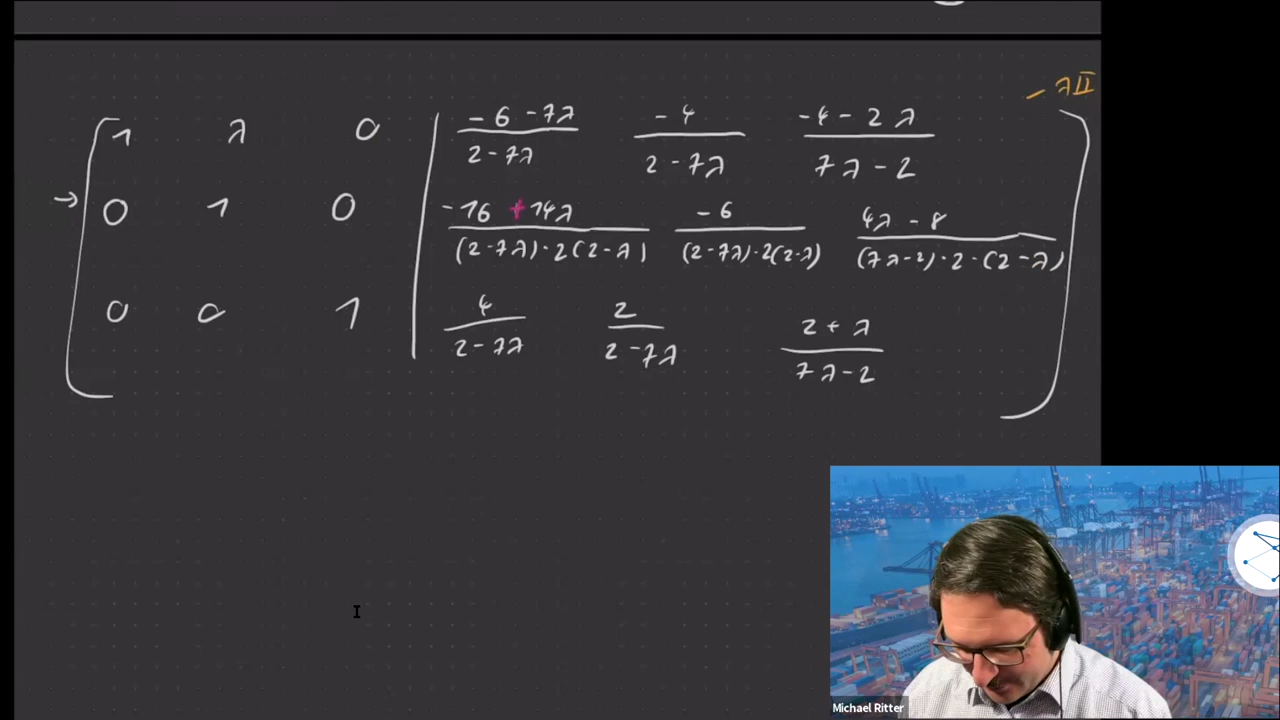 - λII
1 λ 0 | (-6 -7λ)/(2-7λ) (-4)/(2-7λ) (-4-2λ)/(7λ-2)
→ 0 1 0 | (-16 + 14λ)/((2-7λ)·2(2-λ)) (-6)/((2-7λ)·2(2-λ)) (4λ-8)/((7λ-2)·2·(2-λ))
0 0 1 | 4/(2-7λ) 2/(2-7λ) (2+λ)/(7λ-2)
Michael Ritter